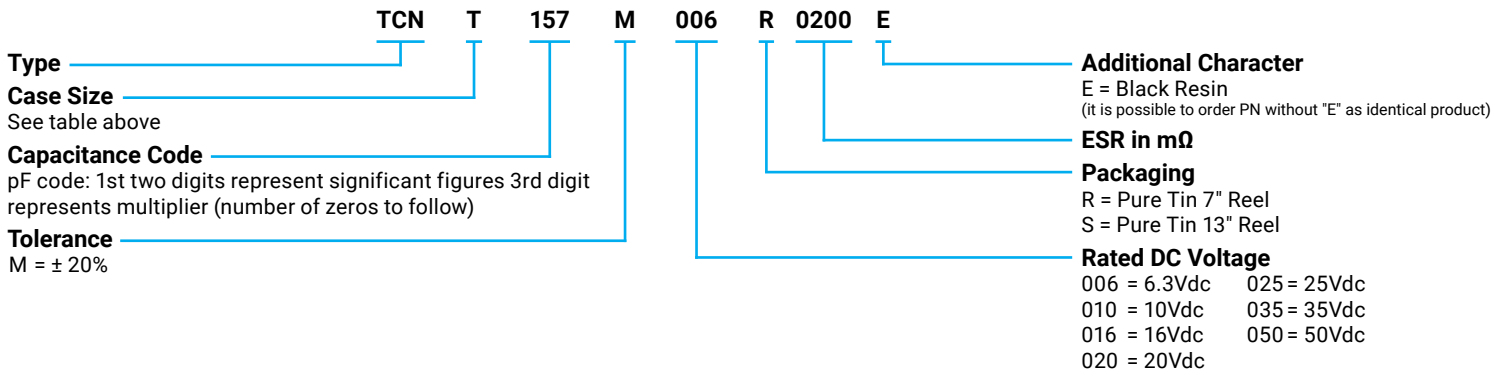 TCN T 157 M 006 R 0200 E
Type
Case Size
See table above
Capacitance Code
pF code: 1st two digits represent significant figures 3rd digit
represents multiplier (number of zeros to follow)
Tolerance
M = ± 20%
Additional Character
E = Black Resin
(it is possible to order PN without "E" as identical product)
ESR in mΩ
Packaging
R = Pure Tin 7" Reel
S = Pure Tin 13" Reel
Rated DC Voltage
006 = 6.3Vdc 025 = 25Vdc
010 = 10Vdc 035 = 35Vdc
016 = 16Vdc 050 = 50Vdc
020 = 20Vdc